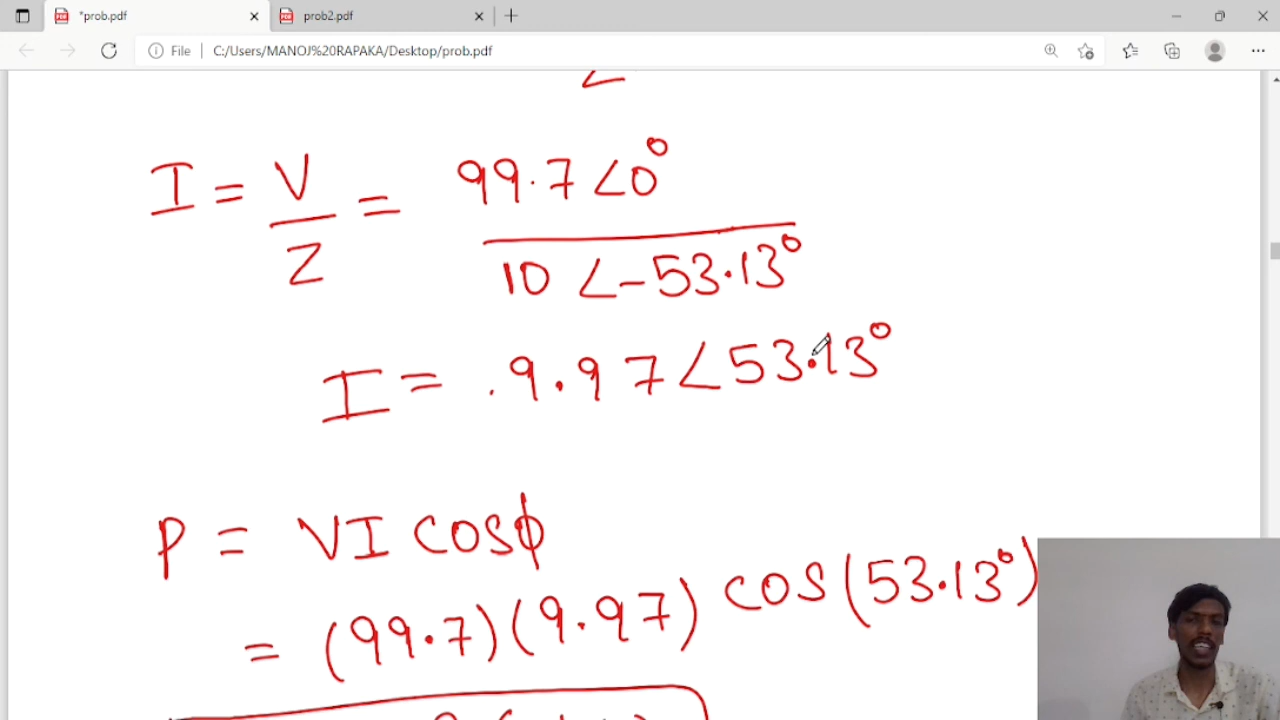 *prob.pdf
prob2.pdf
File
C:/Users/MANOJ%20RAPAKA/Desktop/prob.pdf
I = V/Z = 99.7∠0° / 10∠-53.13°
I = .9.97∠53.13°
P = VI cosϕ
= (99.7)(9.97) cos(53.13°)